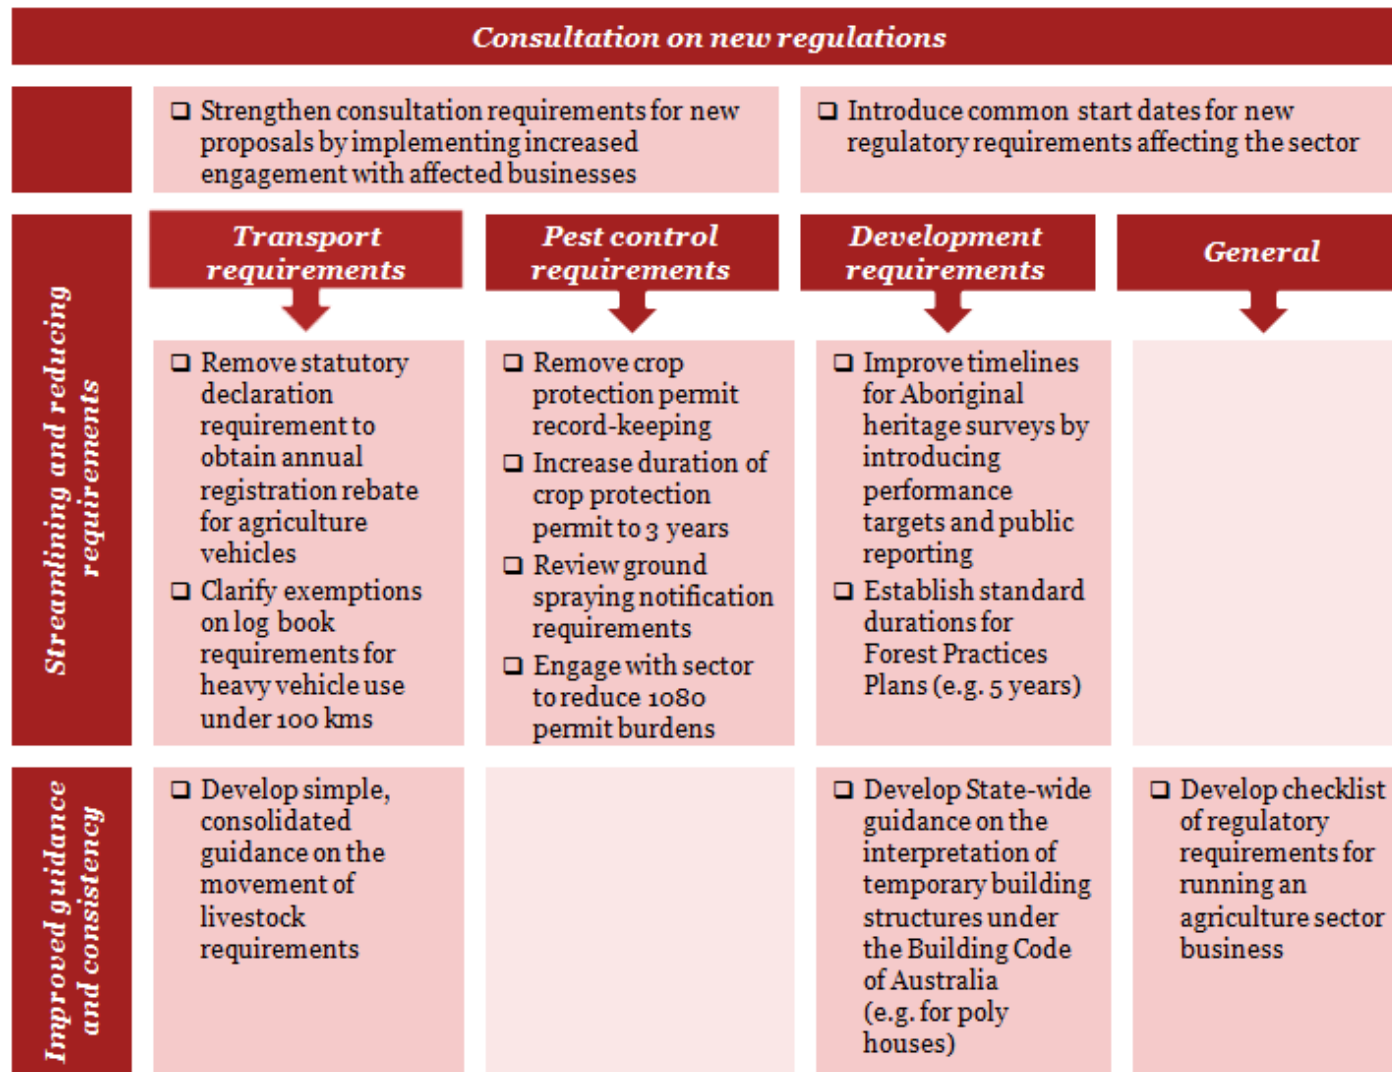 Consultation on new regulations
❑ Strengthen consultation requirements for new
proposals by implementing increased
engagement with affected businesses
❑ Introduce common start dates for new
regulatory requirements affecting the sector
Streamlining and reducing
requirements
Transport
requirements
Pest control
requirements
Development
requirements
General
❑ Remove statutory
declaration
requirement to
obtain annual
registration rebate
for agriculture
vehicles
❑ Clarify exemptions
on log book
requirements for
heavy vehicle use
under 100 kms
❑ Remove crop
protection permit
record-keeping
❑ Increase duration of
crop protection
permit to 3 years
❑ Review ground
spraying notification
requirements
❑ Engage with sector
to reduce 1080
permit burdens
❑ Improve timelines
for Aboriginal
heritage surveys by
introducing
performance
targets and public
reporting
❑ Establish standard
durations for
Forest Practices
Plans (e.g. 5 years)
Improved guidance
and consistency
❑ Develop simple,
consolidated
guidance on the
movement of
livestock
requirements
❑ Develop State-wide
guidance on the
interpretation of
temporary building
structures under
the Building Code
of Australia
(e.g. for poly
houses)
❑ Develop checklist
of regulatory
requirements for
running an
agriculture sector
business